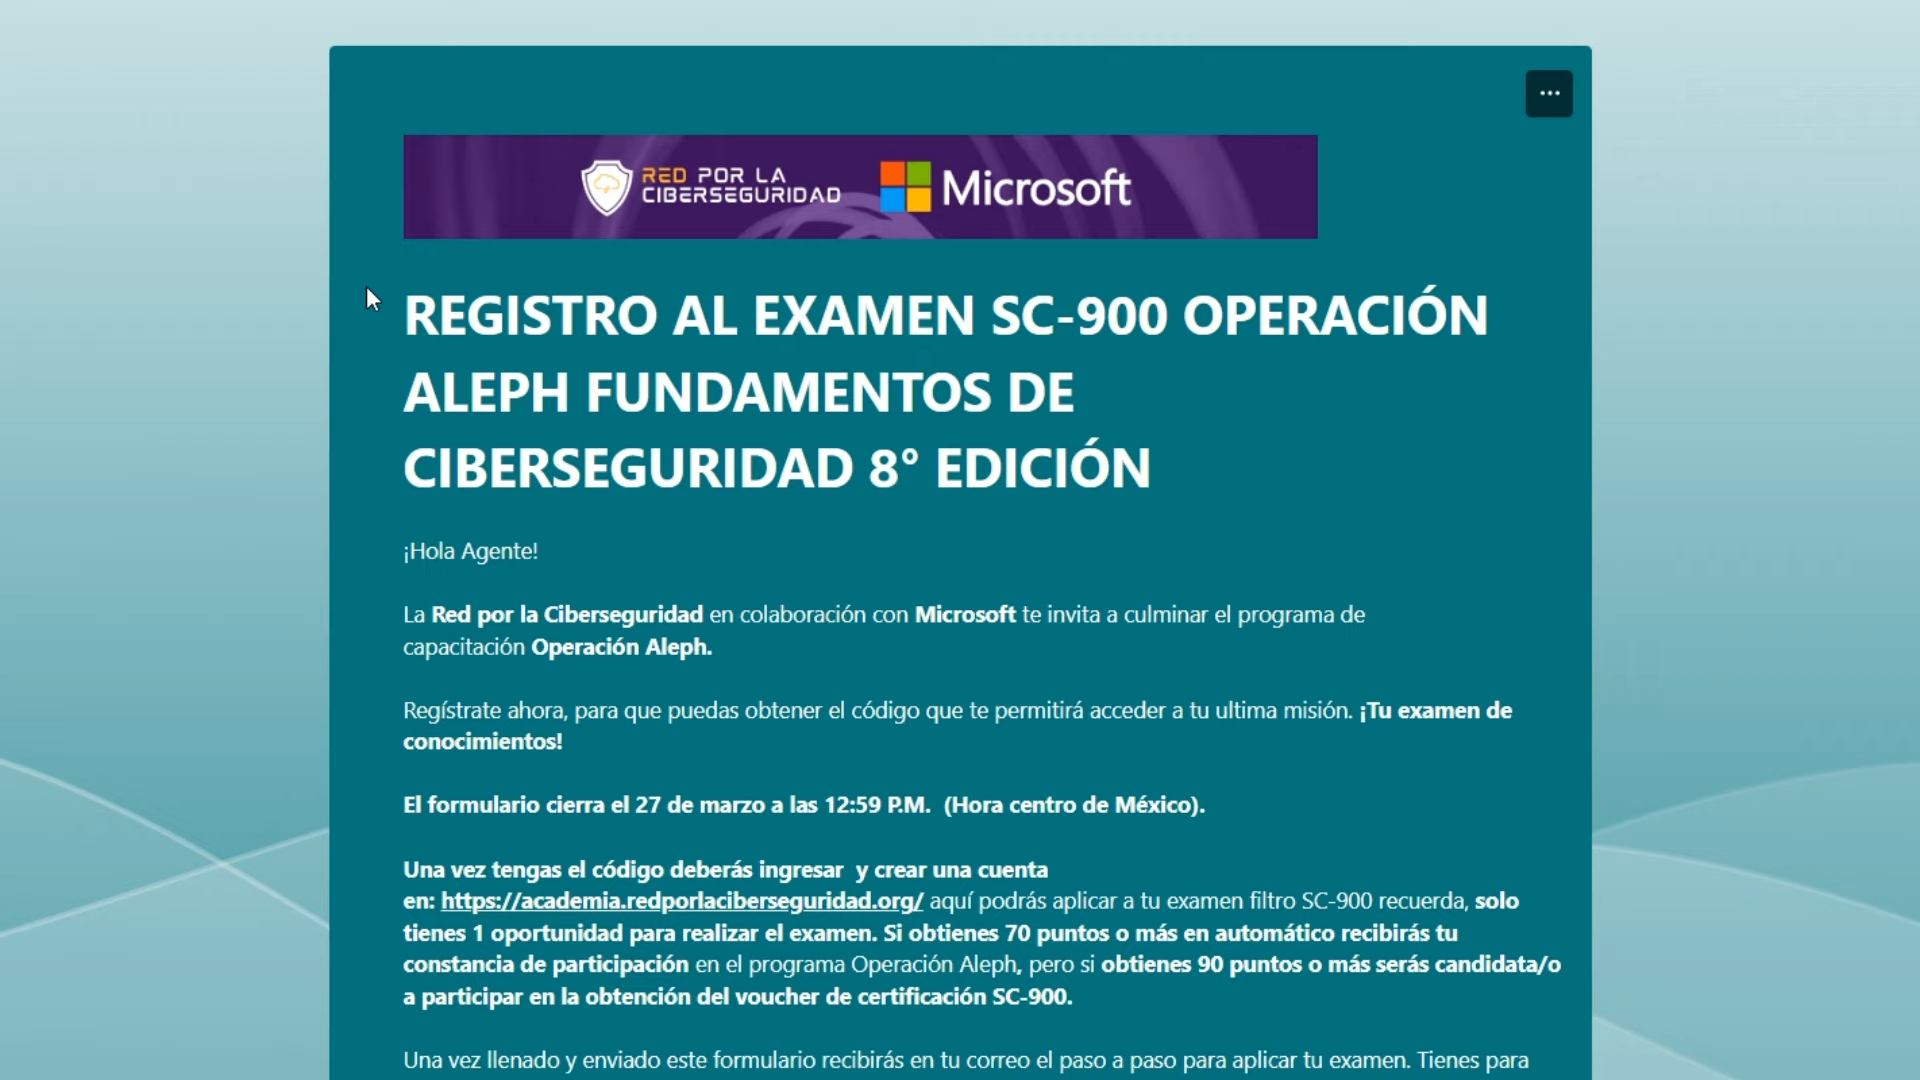 RED POR LA
CIBERSEGURIDAD
Microsoft
REGISTRO AL EXAMEN SC-900 OPERACIÓN
ALEPH FUNDAMENTOS DE
CIBERSEGURIDAD 8° EDICIÓN
¡Hola Agente!
La Red por la Ciberseguridad en colaboración con Microsoft te invita a culminar el programa de
capacitación Operación Aleph.
Regístrate ahora, para que puedas obtener el código que te permitirá acceder a tu ultima misión. ¡Tu examen de
conocimientos!
El formulario cierra el 27 de marzo a las 12:59 P.M.  (Hora centro de México).
Una vez tengas el código deberás ingresar  y crear una cuenta
en: https://academia.redporlaciberseguridad.org/ aquí podrás aplicar a tu examen filtro SC-900 recuerda, solo
tienes 1 oportunidad para realizar el examen. Si obtienes 70 puntos o más en automático recibirás tu
constancia de participación en el programa Operación Aleph, pero si obtienes 90 puntos o más serás candidata/o
a participar en la obtención del voucher de certificación SC-900.
Una vez llenado y enviado este formulario recibirás en tu correo el paso a paso para aplicar tu examen. Tienes para